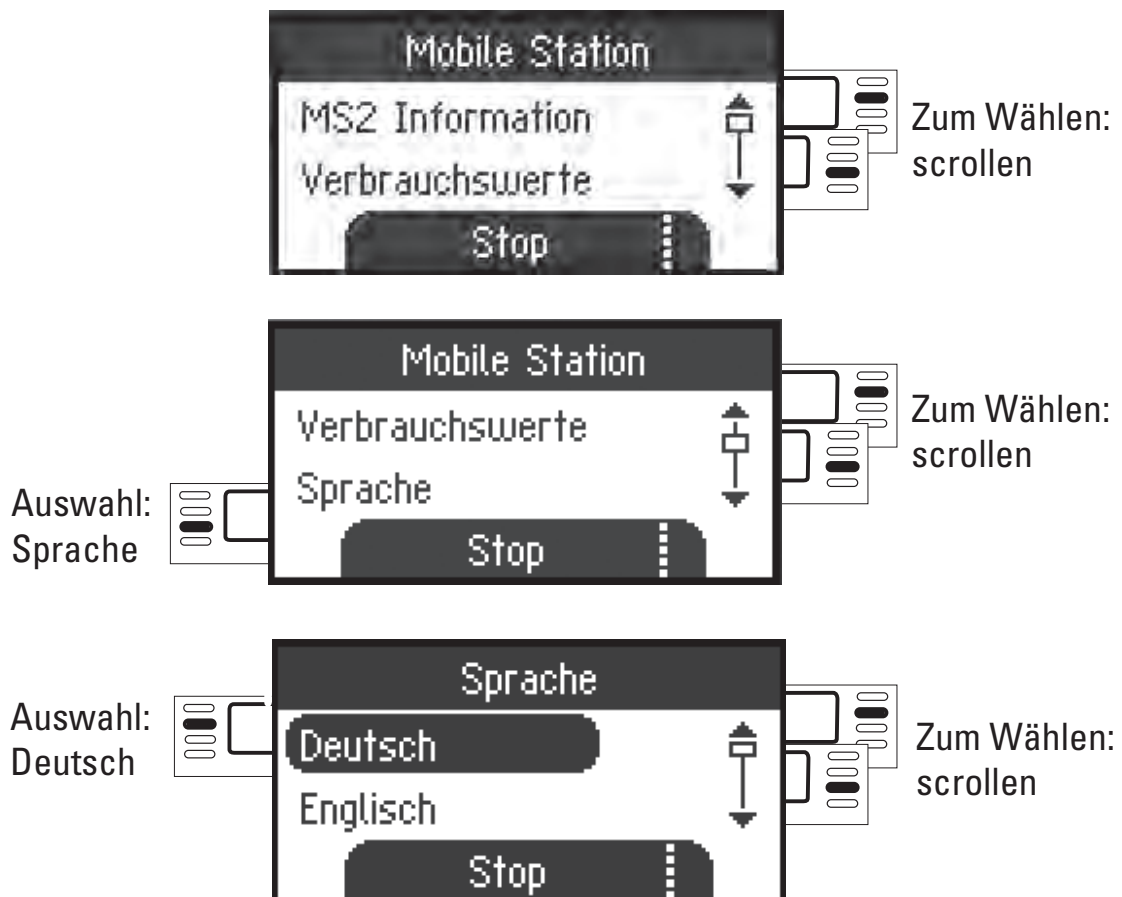 Mobile Station
MS2 Information
Verbrauchswerte
Stop
Zum Wählen:
scrollen
Mobile Station
Verbrauchswerte
Sprache
Stop
Zum Wählen:
scrollen
Auswahl:
Sprache
Sprache
Deutsch
Englisch
Stop
Auswahl:
Deutsch
Zum Wählen:
scrollen